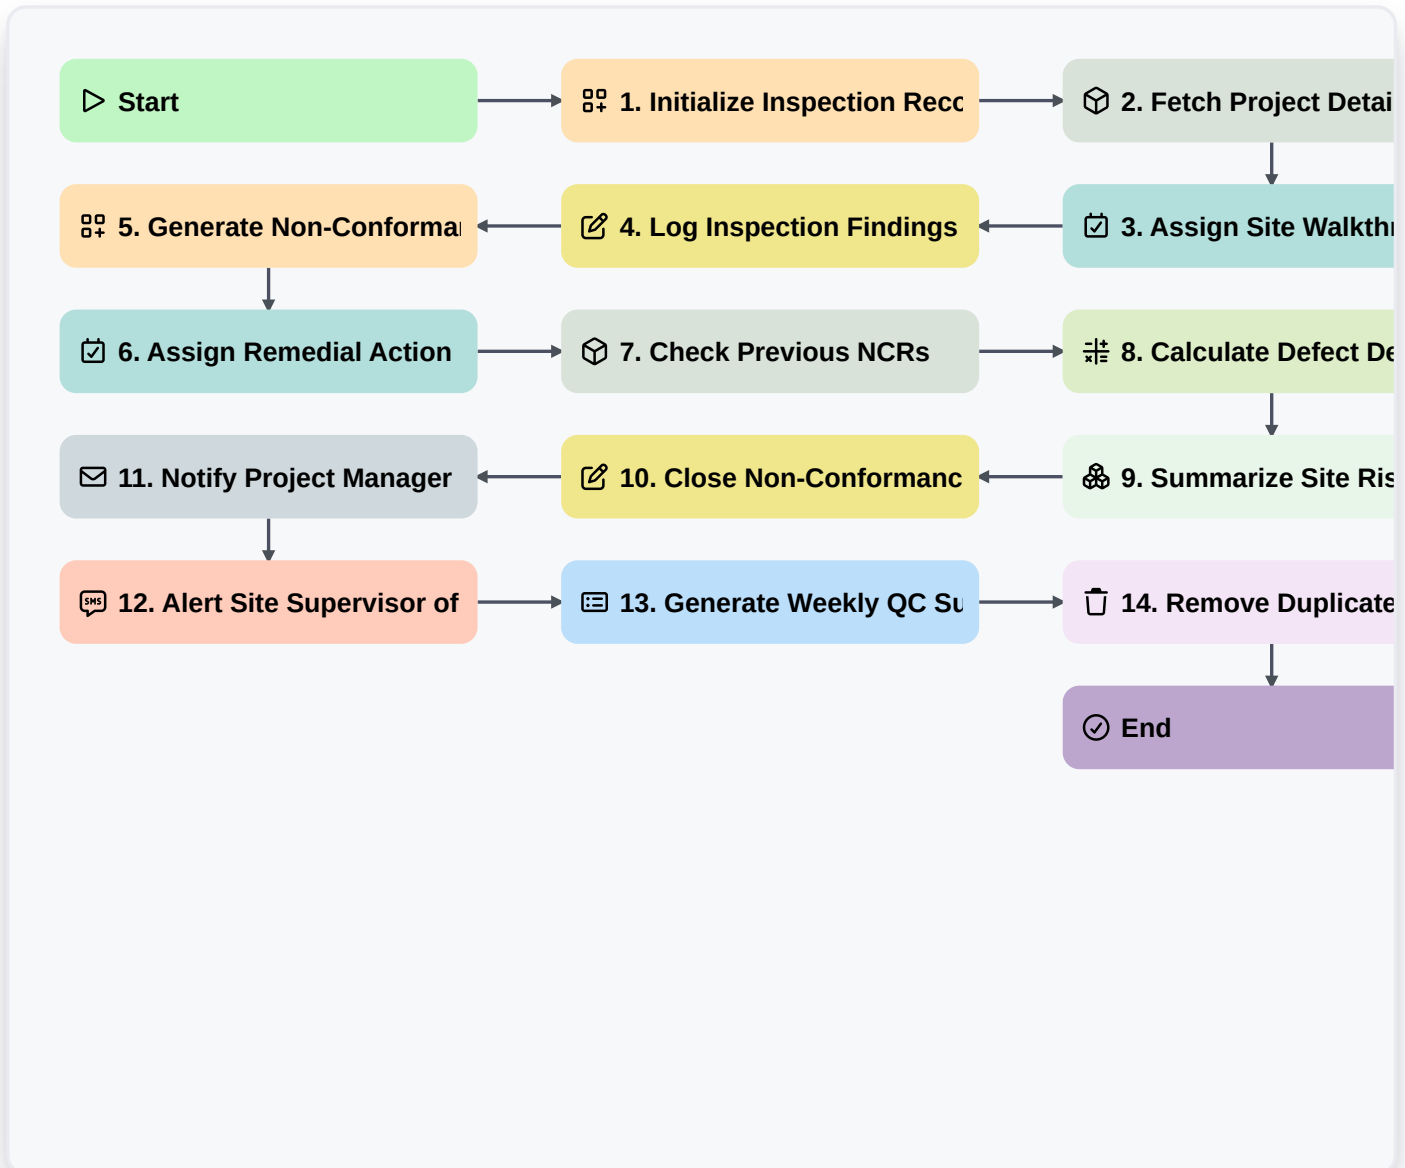 Start
1. Initialize Inspection Reco
2. Fetch Project Detai
5. Generate Non-Conforma
4. Log Inspection Findings
3. Assign Site Walkth
6. Assign Remedial Action
7. Check Previous NCRs
8. Calculate Defect De
11. Notify Project Manager
10. Close Non-Conformanc
9. Summarize Site Ris
12. Alert Site Supervisor of
SMS
13. Generate Weekly QC Su
14. Remove Duplicate
End